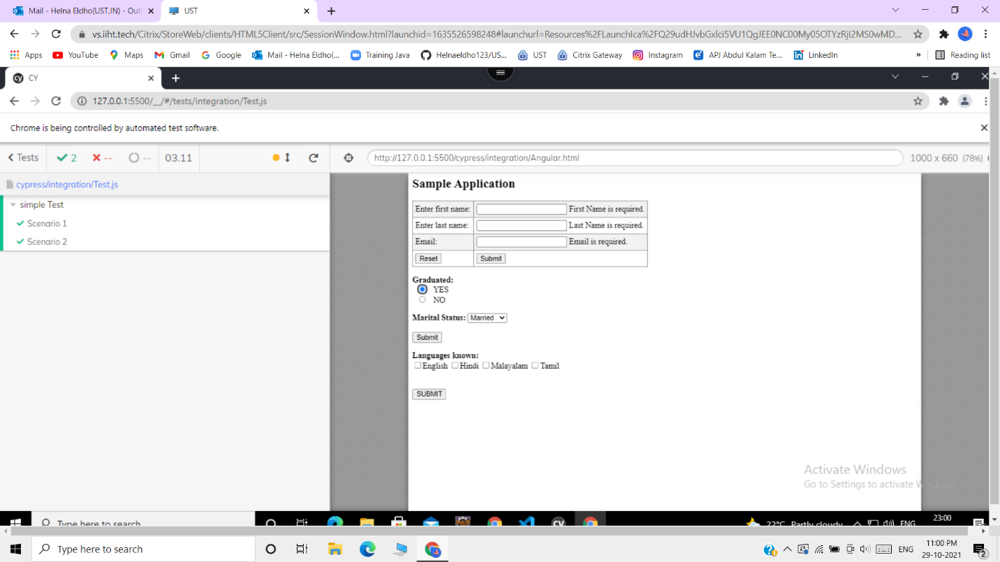 Mail - Helna Eldho(UST,IN) - Outl
UST
vs.iiht.tech/Citrix/StoreWeb/clients/HTML5Client/src/SessionWindow.html?launchid=1635526598248#launchurl=Resources%2FLaunchIca%2FQ29udHJvbGxlci5VU1QgJEE0NC00My05OTYzRjI2MS0wMD...
Apps YouTube Maps Gmail Google Mail - Helna Eldho(... Training Java Helnaeldho123/US... UST Citrix Gateway Instagram APJ Abdul Kalam Te... LinkedIn » Reading list
cy CY
127.0.0.1:5500/__/#/tests/integration/Test.js
Chrome is being controlled by automated test software.
Tests 2 -- -- 03.11 http://127.0.0.1:5500/cypress/integration/Angular.html 1000 x 660 (78%)
cypress/integration/Test.js
simple Test
Scenario 1
Scenario 2
Sample Application
Enter first name: First Name is required.
Enter last name: Last Name is required.
Email: Email is required.
Reset Submit
Graduated:
YES
NO
Marital Status: Married
Submit
Languages known:
English Hindi Malayalam Tamil
SUBMIT
Activate Windows
Go to Settings to activate Windows.
Type here to search 22°C Partly cloudy ENG 23:00
Type here to search ENG 11:00 PM
29-10-2021 2